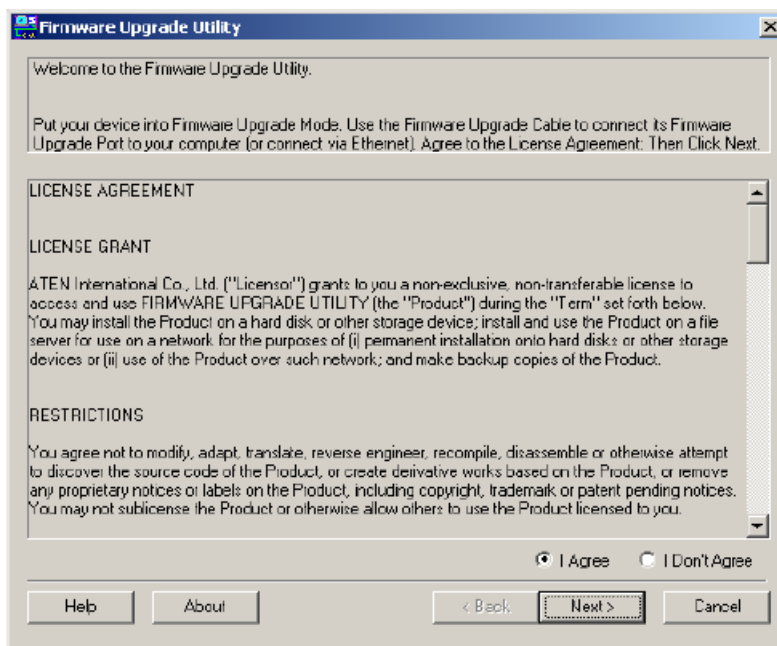 Firmware Upgrade Utility
Welcome to the Firmware Upgrade Utility.
Put your device into Firmware Upgrade Mode. Use the Firmware Upgrade Cable to connect its Firmware
Upgrade Port to your computer (or connect via Ethernet). Agree to the License Agreement: Then Click Next.
LICENSE AGREEMENT
LICENSE GRANT
ATEN International Co., Ltd. ("Licensor") grants to you a non-exclusive, non-transferable license to
access and use FIRMWARE UPGRADE UTILITY (the "Product") during the "Term" set forth below.
You may install the Product on a hard disk or other storage device; install and use the Product on a file
server for use on a network for the purposes of (i) permanent installation onto hard disks or other storage
devices or (ii) use of the Product over such network; and make backup copies of the Product.
RESTRICTIONS
You agree not to modify, adapt, translate, reverse engineer, recompile, disassemble or otherwise attempt
to discover the source code of the Product, or create derivative works based on the Product, or remove
any proprietary notices or labels on the Product, including copyright, trademark or patent pending notices.
You may not sublicense the Product or otherwise allow others to use the Product licensed to you.
I Agree I Don't Agree
Help About < Back Next > Cancel